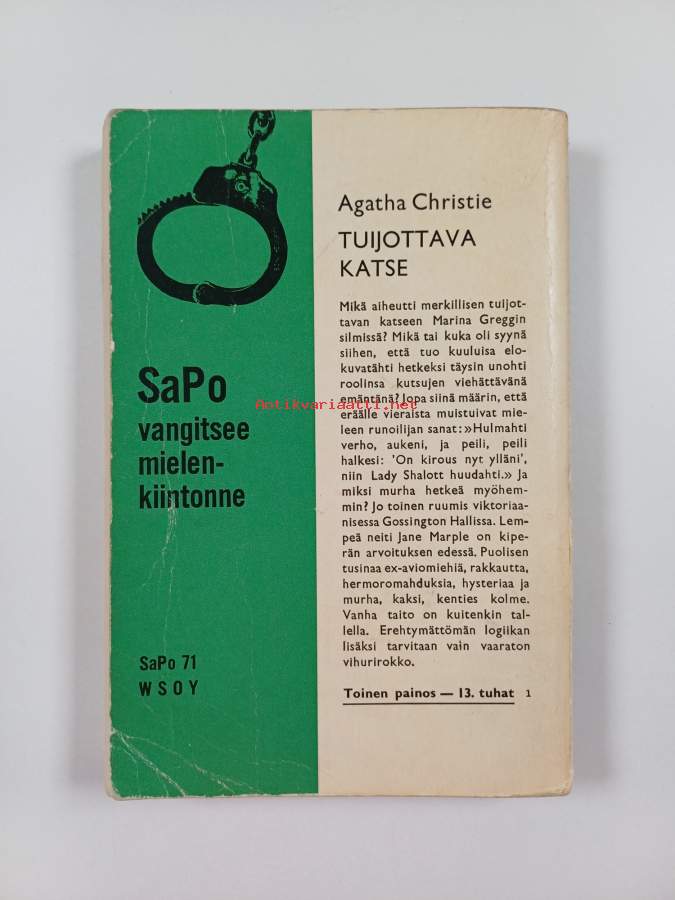 Agatha Christie
TUIJOTTAVA
KATSE
Mikä aiheutti merkillisen tuijot-
tavan katseen Marina Greggin
silmissä? Mikä tai kuka oli syynä
siihen, että tuo kuuluisa elo-
kuvatähti hetkeksi täysin unohti
roolinsa kutsujen viehättävänä
emäntänä? Jopa siinä määrin, että
eräälle vieraista muistuivat mie-
leen runoilijan sanat: »Hulmahti
verho, aukeni, ja peili, peili
halkesi: 'On kirous nyt ylläni',
niin Lady Shalott huudahti.» Ja
miksi murha hetkeä myöhem-
min? Jo toinen ruumis viktoriaa-
nisessa Gossington Hallissa. Lem-
peä neiti Jane Marple on kipe-
rän arvoituksen edessä. Puolisen
tusinaa ex-aviomiehiä, rakkautta,
hermoromahduksia, hysteriaa ja
murha, kaksi, kenties kolme.
Vanha taito on kuitenkin tal-
lella. Erehtymättömän logiikan
lisäksi tarvitaan vain vaaraton
vihurirokko.
Toinen painos — 13. tuhat 1
SaPo
vangitsee
mielen-
kiintonne
SaPo 71
WSOY
Antikvariaatti.net